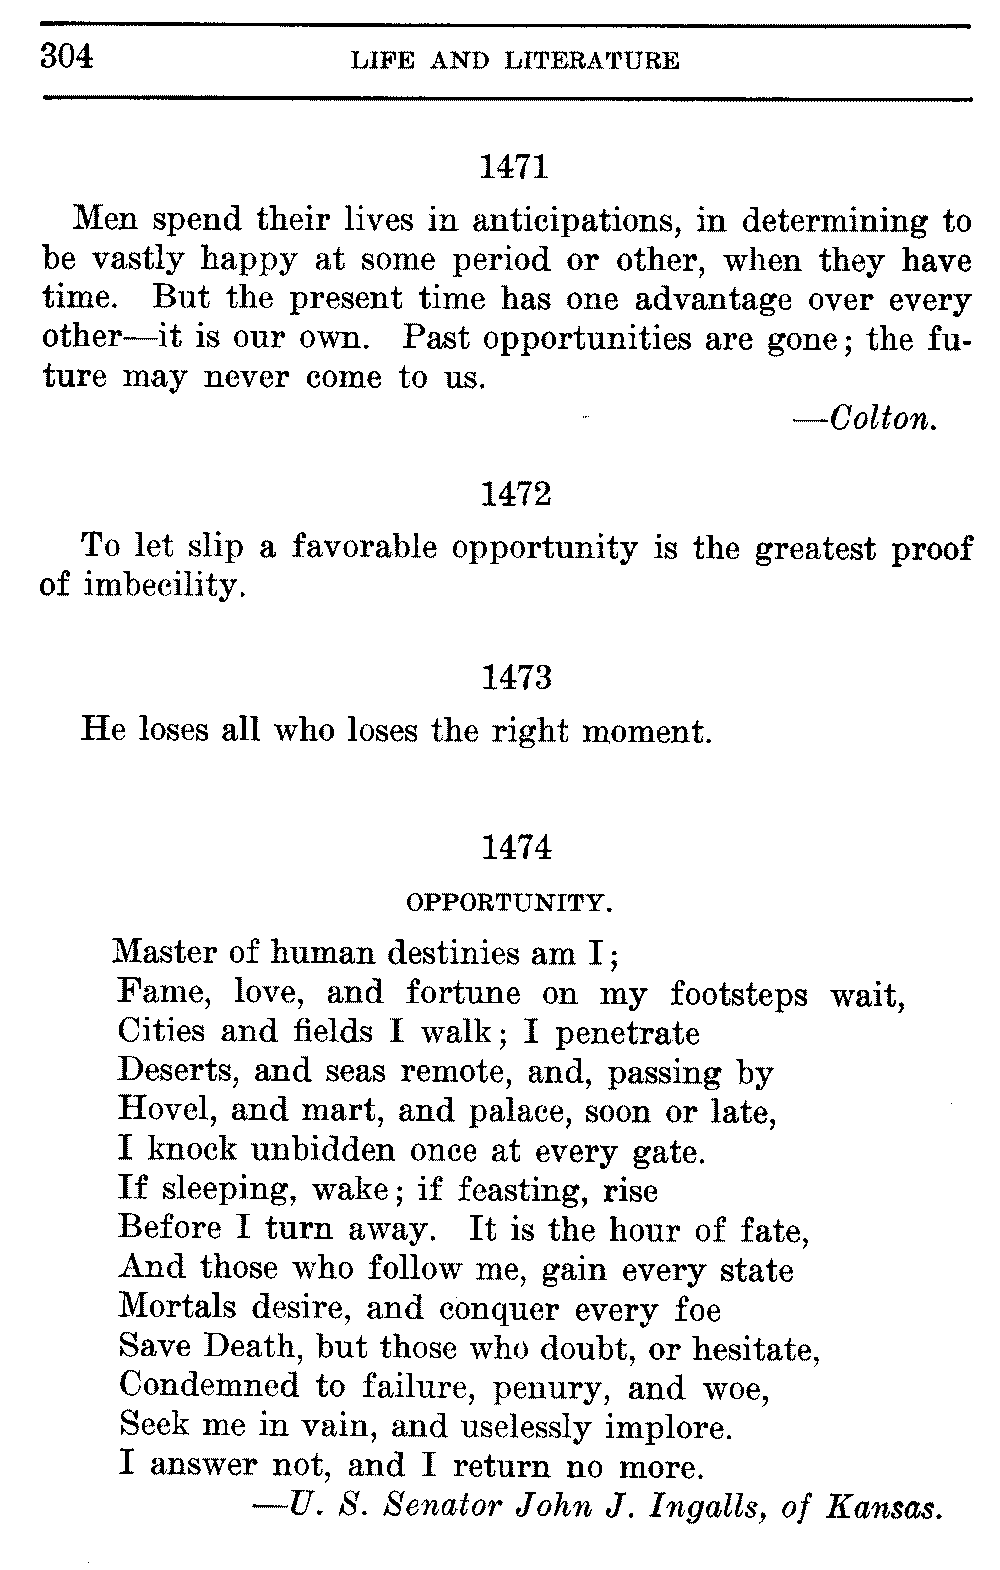 304 LIFE AND LITERATURE
1471
Men spend their lives in anticipations, in determining to
be vastly happy at some period or other, when they have
time. But the present time has one advantage over every
other—it is our own. Past opportunities are gone; the fu-
ture may never come to us.
—Colton.
1472
To let slip a favorable opportunity is the greatest proof
of imbecility.
1473
He loses all who loses the right moment.
1474
OPPORTUNITY.
Master of human destinies am I;
Fame, love, and fortune on my footsteps wait,
Cities and fields I walk; I penetrate
Deserts, and seas remote, and, passing by
Hovel, and mart, and palace, soon or late,
I knock unbidden once at every gate.
If sleeping, wake; if feasting, rise
Before I turn away. It is the hour of fate,
And those who follow me, gain every state
Mortals desire, and conquer every foe
Save Death, but those who doubt, or hesitate,
Condemned to failure, penury, and woe,
Seek me in vain, and uselessly implore.
I answer not, and I return no more.
—U. S. Senator John J. Ingalls, of Kansas.